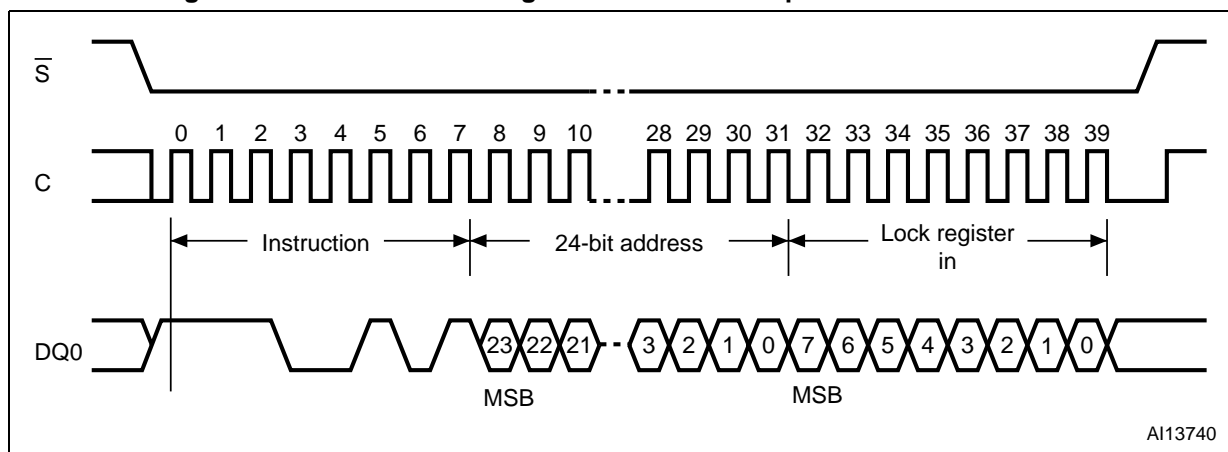 S
0 1 2 3 4 5 6 7 8 9 10 28 29 30 31 32 33 34 35 36 37 38 39
C
Instruction 24-bit address Lock register
in
DQ0 23 22 21 3 2 1 0 7 6 5 4 3 2 1 0
MSB MSB
AI13740